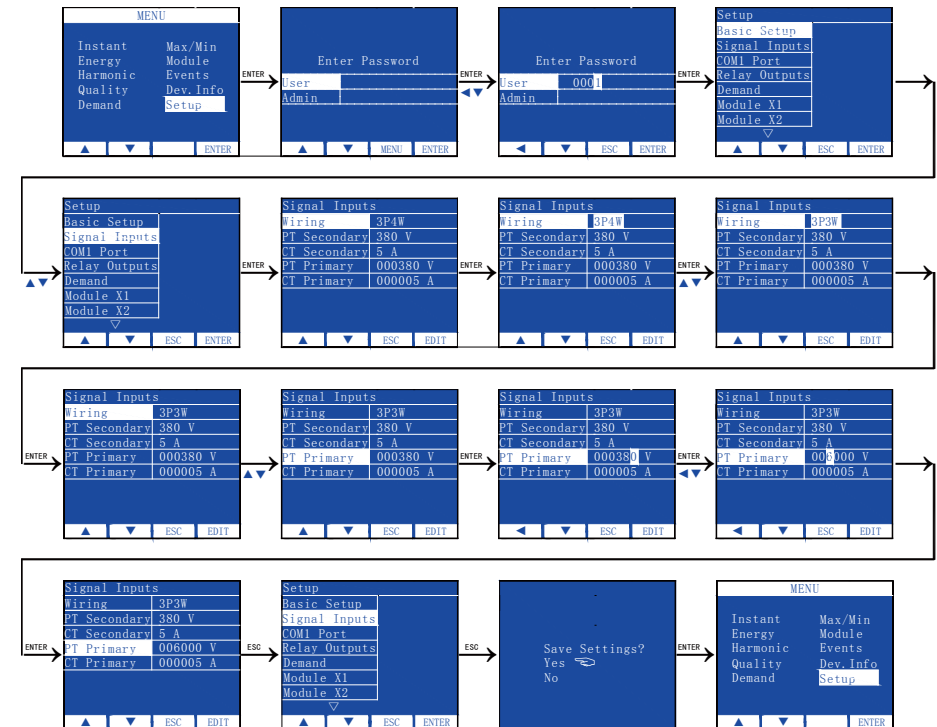 MENU
Instant Max/Min
Energy Module
Harmonic Events
Quality Dev.Info
Demand Setup
▲ ▼ ENTER
ENTER
Enter Password
User
Admin
▲ ▼ MENU ENTER
ENTER
◀▼
Enter Password
User 0001
Admin
◀ ▼ ESC ENTER
ENTER
Setup
Basic Setup
Signal Inputs
COM1 Port
Relay Outputs
Demand
Module X1
Module X2
▽
▲ ▼ ESC ENTER
▲▼
Setup
Basic Setup
Signal Inputs
COM1 Port
Relay Outputs
Demand
Module X1
Module X2
▽
▲ ▼ ESC ENTER
ENTER
Signal Inputs
Wiring 3P4W
PT Secondary 380 V
CT Secondary 5 A
PT Primary 000380 V
CT Primary 000005 A
▲ ▼ ESC EDIT
ENTER
Signal Inputs
Wiring 3P4W
PT Secondary 380 V
CT Secondary 5 A
PT Primary 000380 V
CT Primary 000005 A
▲ ▼ ESC EDIT
ENTER
▲▼
Signal Inputs
Wiring 3P3W
PT Secondary 380 V
CT Secondary 5 A
PT Primary 000380 V
CT Primary 000005 A
▲ ▼ ESC EDIT
ENTER
Signal Inputs
Wiring 3P3W
PT Secondary 380 V
CT Secondary 5 A
PT Primary 000380 V
CT Primary 000005 A
▲ ▼ ESC EDIT
▲▼
Signal Inputs
Wiring 3P3W
PT Secondary 380 V
CT Secondary 5 A
PT Primary 000380 V
CT Primary 000005 A
▲ ▼ ESC EDIT
ENTER
Signal Inputs
Wiring 3P3W
PT Secondary 380 V
CT Secondary 5 A
PT Primary 000380 V
CT Primary 000005 A
◀ ▼ ESC EDIT
ENTER
◀▼
Signal Inputs
Wiring 3P3W
PT Secondary 380 V
CT Secondary 5 A
PT Primary 006000 V
CT Primary 000005 A
◀ ▼ ESC EDIT
ENTER
Signal Inputs
Wiring 3P3W
PT Secondary 380 V
CT Secondary 5 A
PT Primary 006000 V
CT Primary 000005 A
▲ ▼ ESC EDIT
ESC
Setup
Basic Setup
Signal Inputs
COM1 Port
Relay Outputs
Demand
Module X1
Module X2
▽
▲ ▼ ESC ENTER
ESC
Save Settings?
Yes
No
ENTER
MENU
Instant Max/Min
Energy Module
Harmonic Events
Quality Dev.Info
Demand Setup
▲ ▼ ENTER